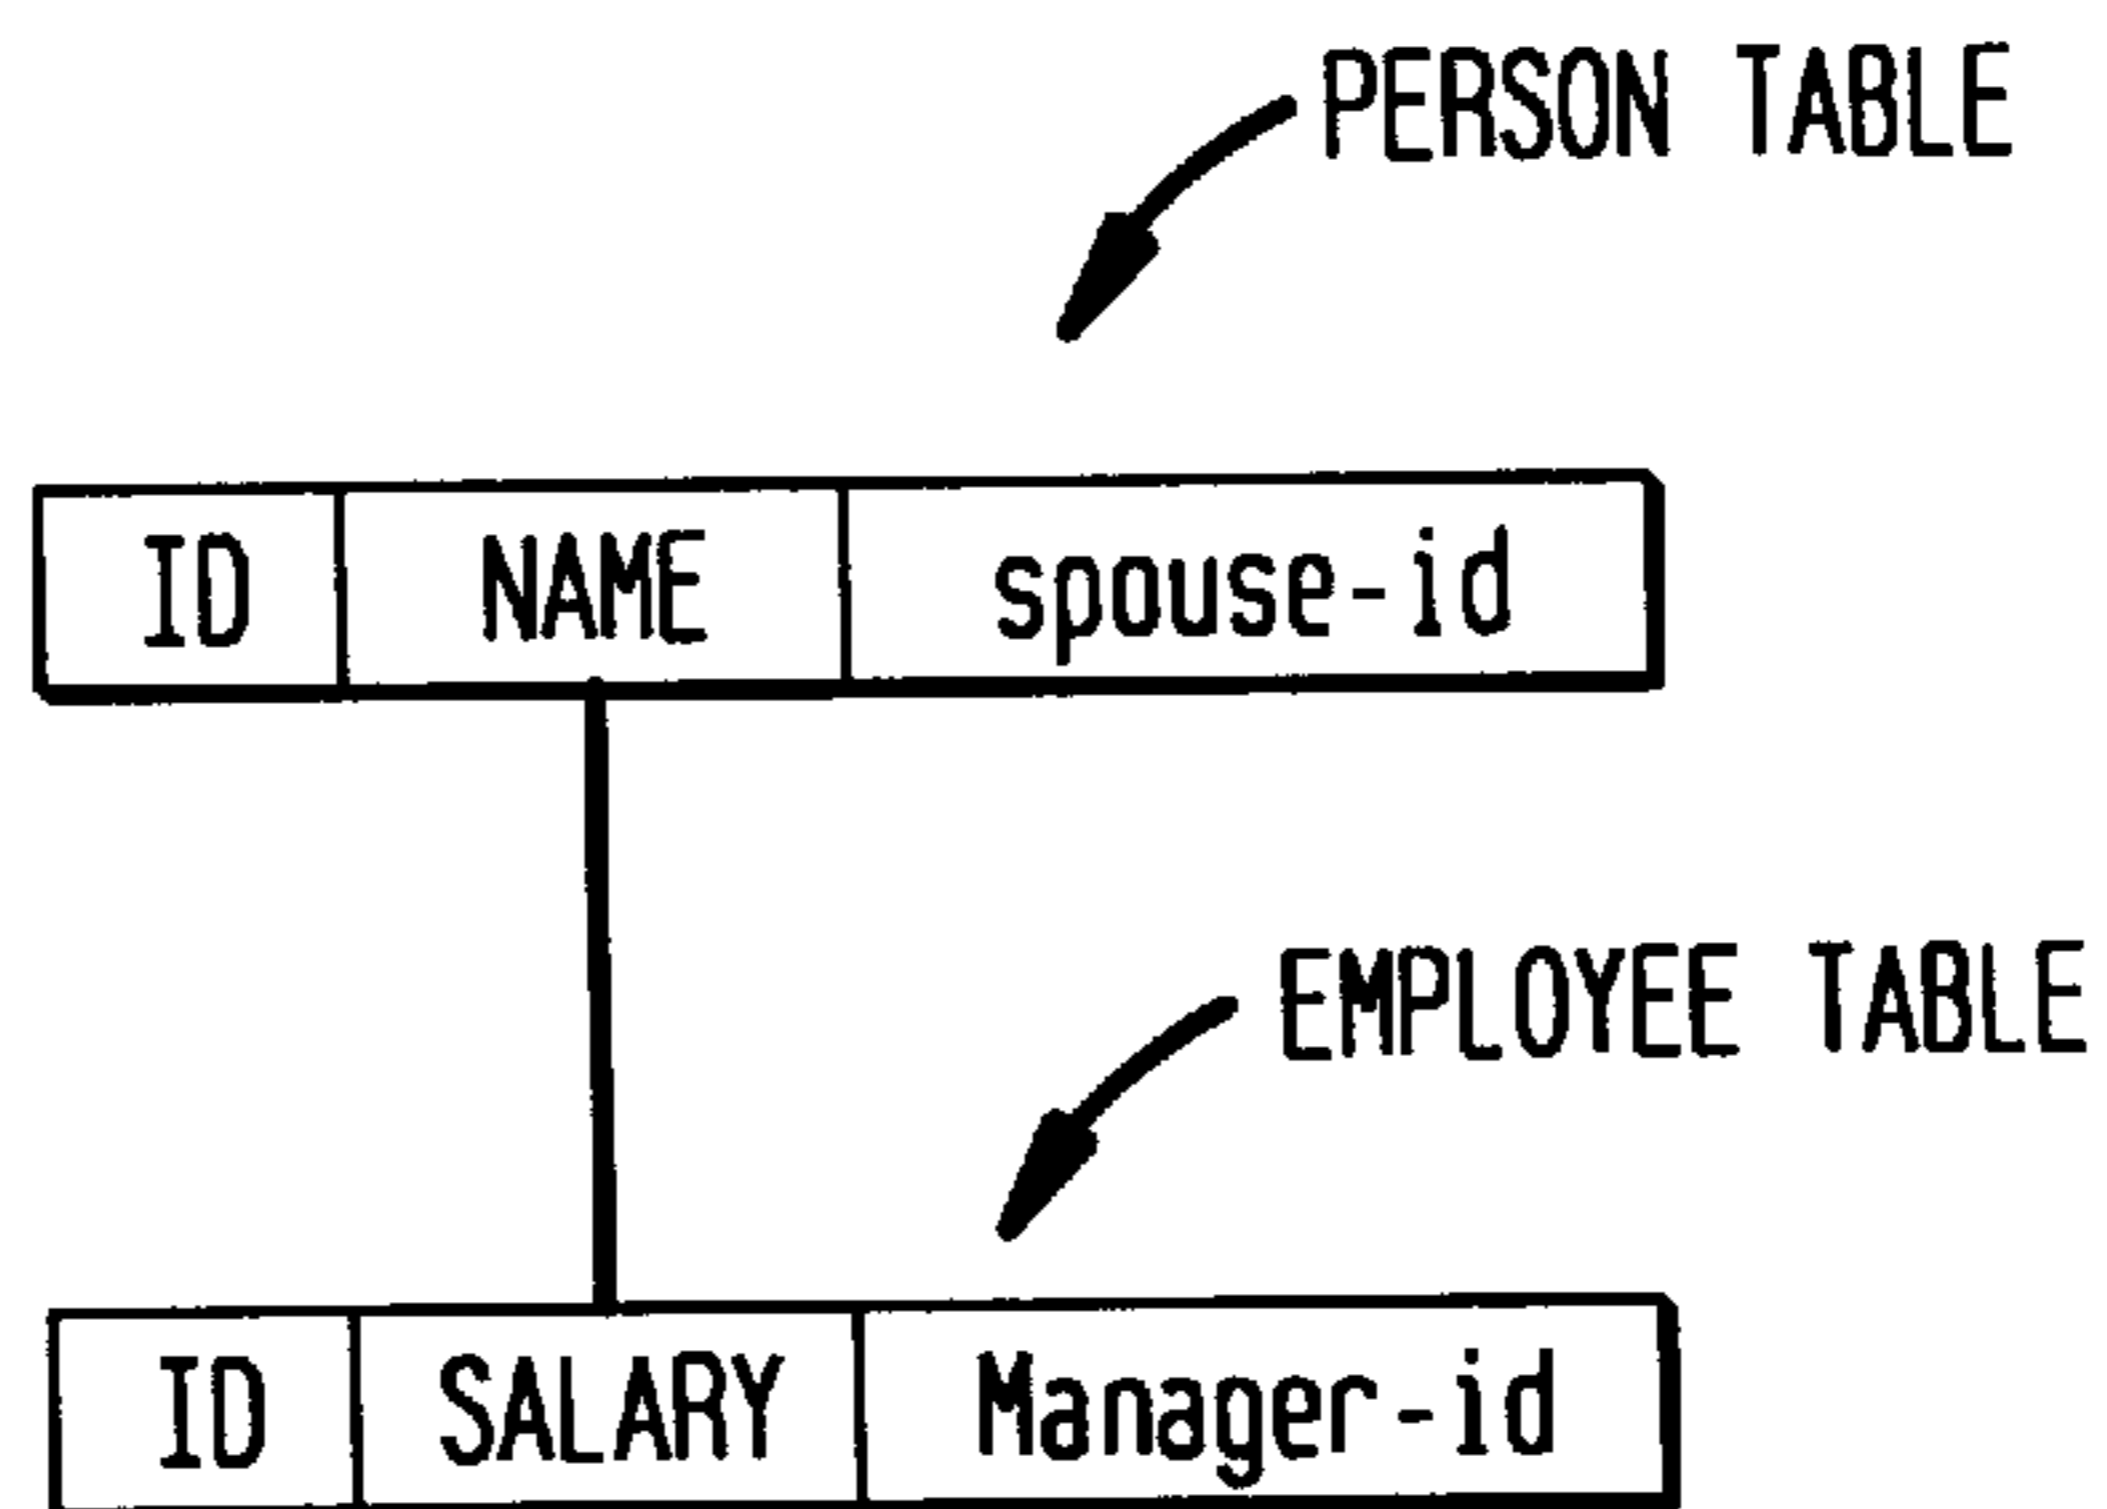 PERSON TABLE
ID NAME spouse-id
EMPLOYEE TABLE
ID SALARY Manager-id